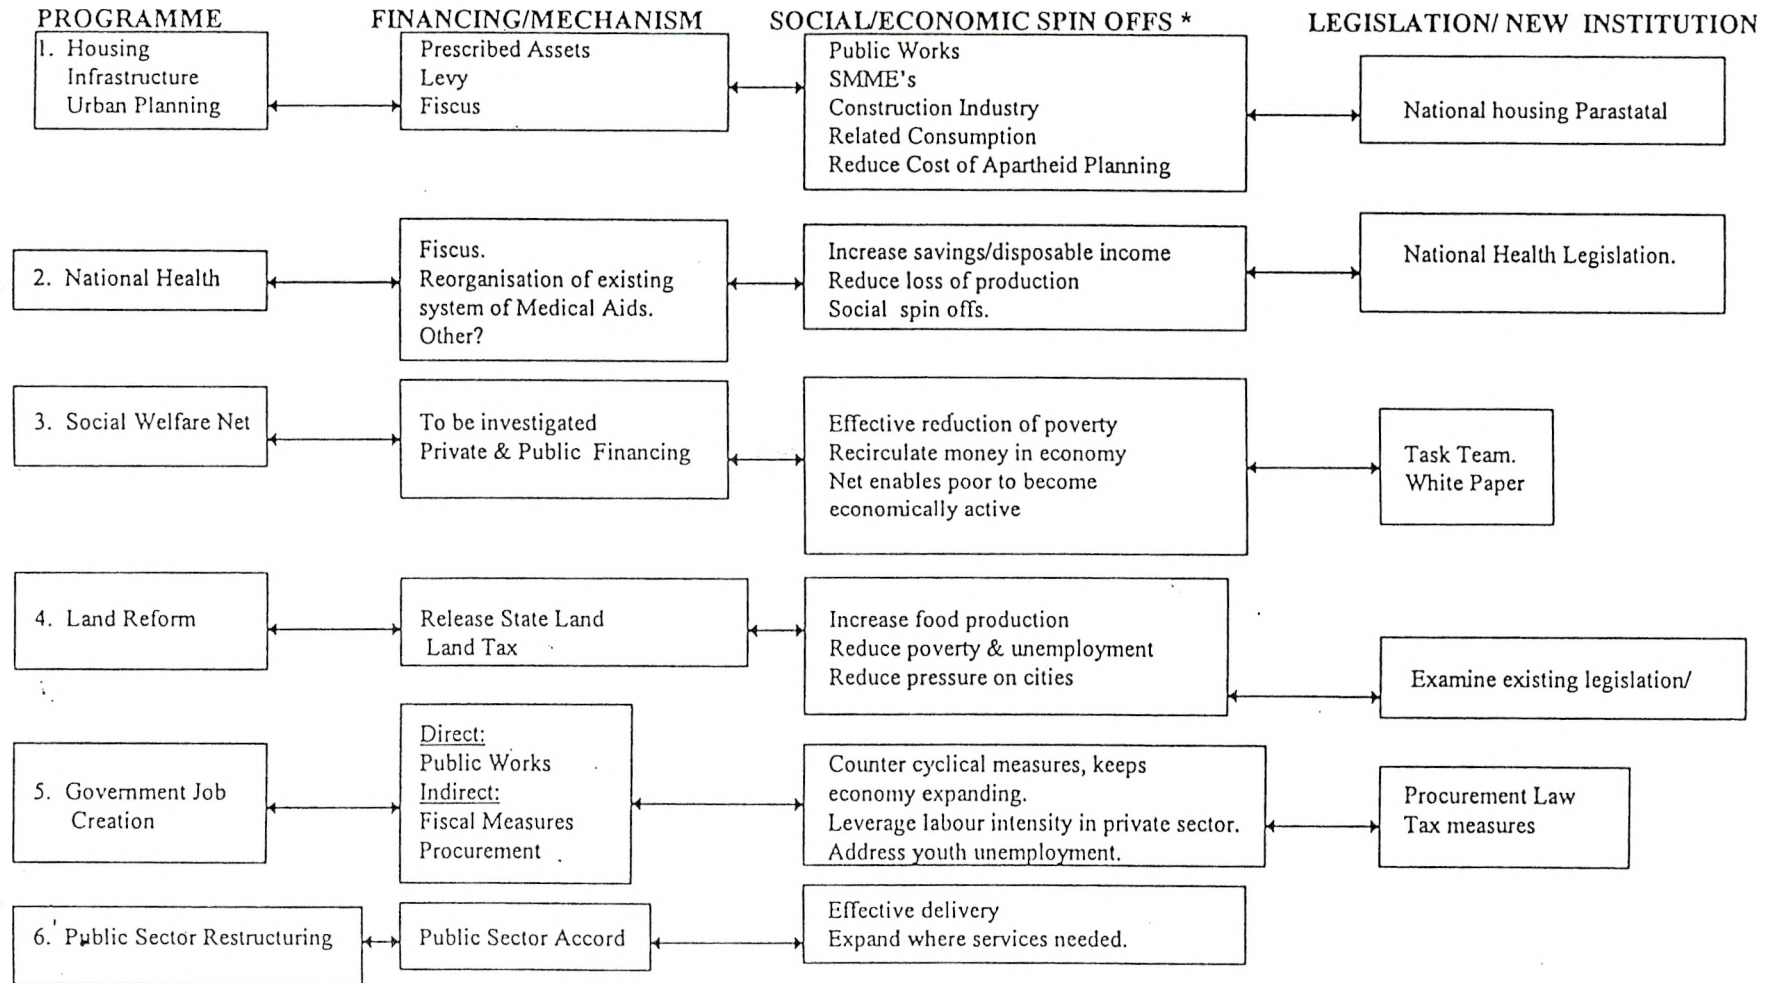 PROGRAMME FINANCING/MECHANISM SOCIAL/ECONOMIC SPIN OFFS * LEGISLATION/ NEW INSTITUTION
1. Housing
Infrastructure
Urban Planning
Prescribed Assets
Levy
Fiscus
Public Works
SMME's
Construction Industry
Related Consumption
Reduce Cost of Apartheid Planning
National housing Parastatal
2. National Health
Fiscus.
Reorganisation of existing
system of Medical Aids.
Other?
Increase savings/disposable income
Reduce loss of production
Social spin offs.
National Health Legislation.
3. Social Welfare Net
To be investigated
Private & Public Financing
Effective reduction of poverty
Recirculate money in economy
Net enables poor to become
economically active
Task Team.
White Paper
4. Land Reform
Release State Land
Land Tax
Increase food production
Reduce poverty & unemployment
Reduce pressure on cities
Examine existing legislation/
5. Government Job
Creation
Direct:
Public Works
Indirect:
Fiscal Measures
Procurement
Counter cyclical measures, keeps
economy expanding.
Leverage labour intensity in private sector.
Address youth unemployment.
Procurement Law
Tax measures
6. Public Sector Restructuring
Public Sector Accord
Effective delivery
Expand where services needed.